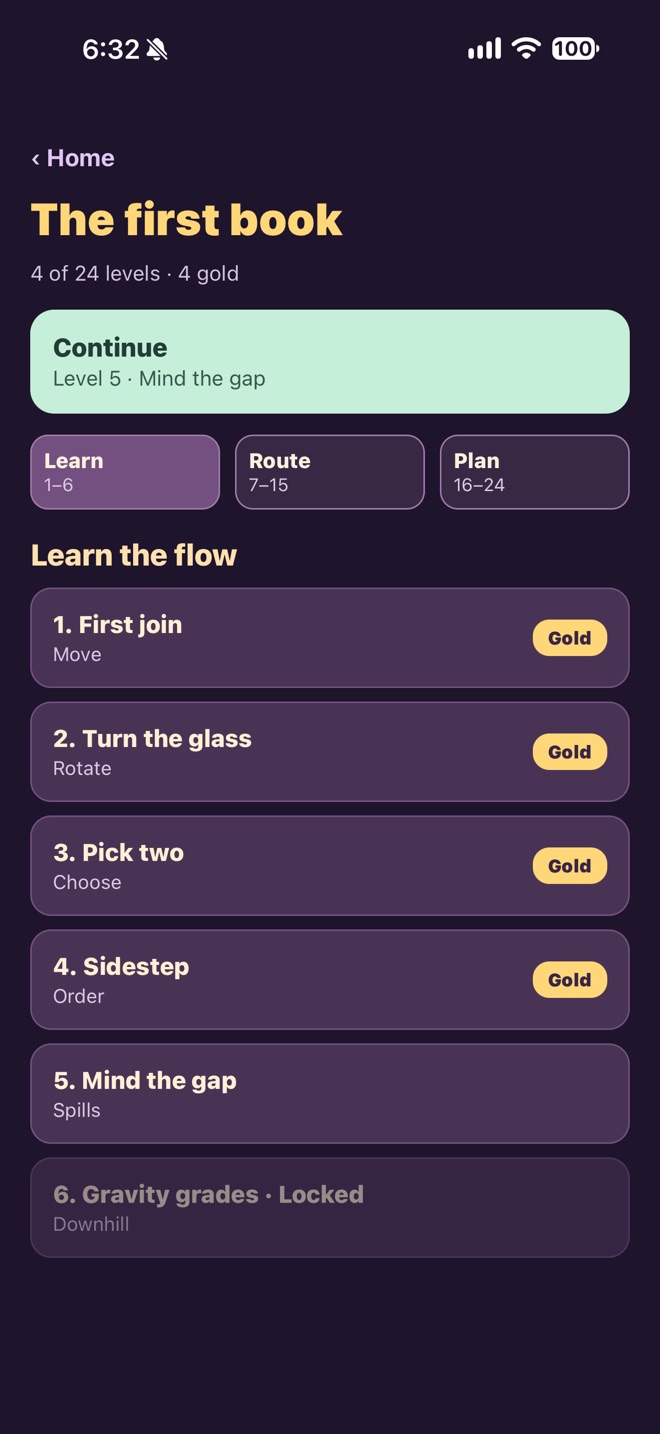 6:32
100
‹ Home
The first book
4 of 24 levels · 4 gold
Continue
Level 5 · Mind the gap
Learn
1–6
Route
7–15
Plan
16–24
Learn the flow
1. First join
Move
Gold
2. Turn the glass
Rotate
Gold
3. Pick two
Choose
Gold
4. Sidestep
Order
Gold
5. Mind the gap
Spills
6. Gravity grades · Locked
Downhill